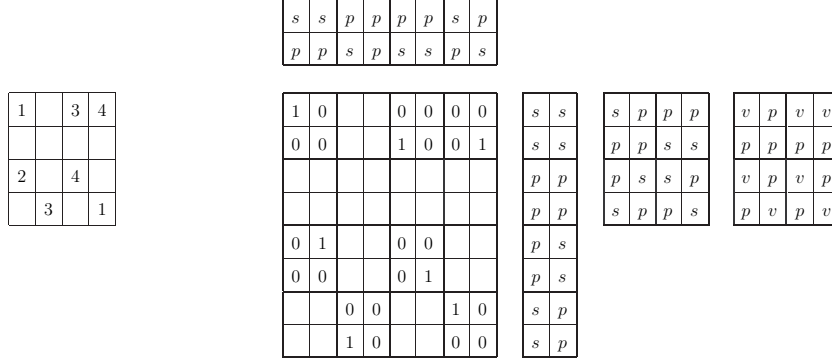 s s p p p p s p
p p s p s s p s
1 3 4 1 0 0 0 0 0 s s s p p p v p v v
0 0 1 0 0 1 s s p p s s p p p p
2 4 p p p s s p v p v p
3 1 p p s p p s p v p v
0 1 0 0 p s
0 0 0 1 p s
0 0 1 0 s p
1 0 0 0 s p